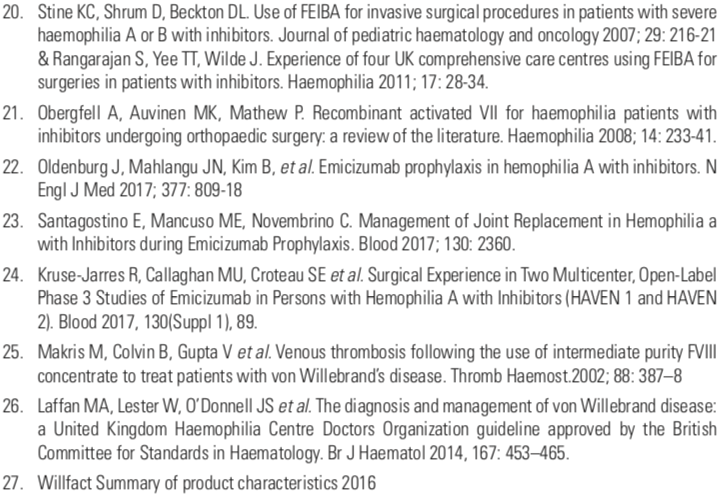 20. Stine KC, Shrum D, Beckton DL. Use of FEIBA for invasive surgical procedures in patients with severe
haemophilia A or B with inhibitors. Journal of pediatric haematology and oncology 2007; 29: 216-21
& Rangarajan S, Yee TT, Wilde J. Experience of four UK comprehensive care centres using FEIBA for
surgeries in patients with inhibitors. Haemophilia 2011; 17: 28-34.
21. Obergfell A, Auvinen MK, Mathew P. Recombinant activated VII for haemophilia patients with
inhibitors undergoing orthopaedic surgery: a review of the literature. Haemophilia 2008; 14: 233-41.
22. Oldenburg J, Mahlangu JN, Kim B, et al. Emicizumab prophylaxis in hemophilia A with inhibitors. N
Engl J Med 2017; 377: 809-18
23. Santagostino E, Mancuso ME, Novembrino C. Management of Joint Replacement in Hemophilia a
with Inhibitors during Emicizumab Prophylaxis. Blood 2017; 130: 2360.
24. Kruse-Jarres R, Callaghan MU, Croteau SE et al. Surgical Experience in Two Multicenter, Open-Label
Phase 3 Studies of Emicizumab in Persons with Hemophilia A with Inhibitors (HAVEN 1 and HAVEN
2). Blood 2017, 130(Suppl 1), 89.
25. Makris M, Colvin B, Gupta V et al. Venous thrombosis following the use of intermediate purity FVIII
concentrate to treat patients with von Willebrand's disease. Thromb Haemost.2002; 88: 387–8
26. Laffan MA, Lester W, O'Donnell JS et al. The diagnosis and management of von Willebrand disease:
a United Kingdom Haemophilia Centre Doctors Organization guideline approved by the British
Committee for Standards in Haematology. Br J Haematol 2014, 167: 453–465.
27. Willfact Summary of product characteristics 2016